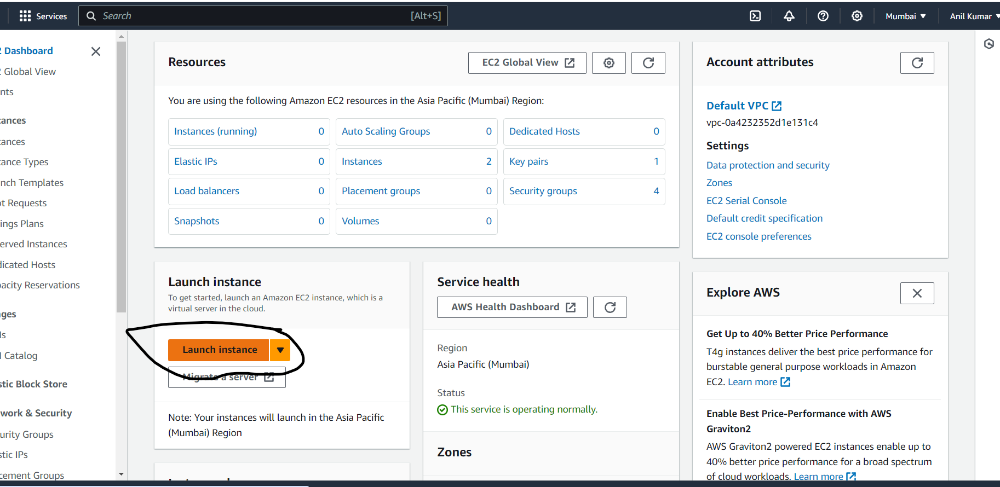 Services
Search [Alt+S]
Mumbai
Anil Kumar
2 Dashboard
2 Global View
nts
tances
tances
tance Types
nch Templates
ot Requests
ings Plans
erved Instances
dicated Hosts
pacity Reservations
ges
Is
I Catalog
stic Block Store
work & Security
urity Groups
stic IPs
cement Groups
Resources
EC2 Global View
You are using the following Amazon EC2 resources in the Asia Pacific (Mumbai) Region:
Instances (running) 0
Auto Scaling Groups 0
Dedicated Hosts 0
Elastic IPs 0
Instances 2
Key pairs 1
Load balancers 0
Placement groups 0
Security groups 4
Snapshots 0
Volumes 0
Launch instance
To get started, launch an Amazon EC2 instance, which is a
virtual server in the cloud.
Launch instance
Migrate a server
Note: Your instances will launch in the Asia Pacific
(Mumbai) Region
Service health
AWS Health Dashboard
Region
Asia Pacific (Mumbai)
Status
This service is operating normally.
Zones
Account attributes
Default VPC
vpc-0a4232352d1e131c4
Settings
Data protection and security
Zones
EC2 Serial Console
Default credit specification
EC2 console preferences
Explore AWS
Get Up to 40% Better Price Performance
T4g instances deliver the best price performance for
burstable general purpose workloads in Amazon
EC2. Learn more
Enable Best Price-Performance with AWS
Graviton2
AWS Graviton2 powered EC2 instances enable up to
40% better price performance for a broad spectrum
of cloud workloads. Learn more